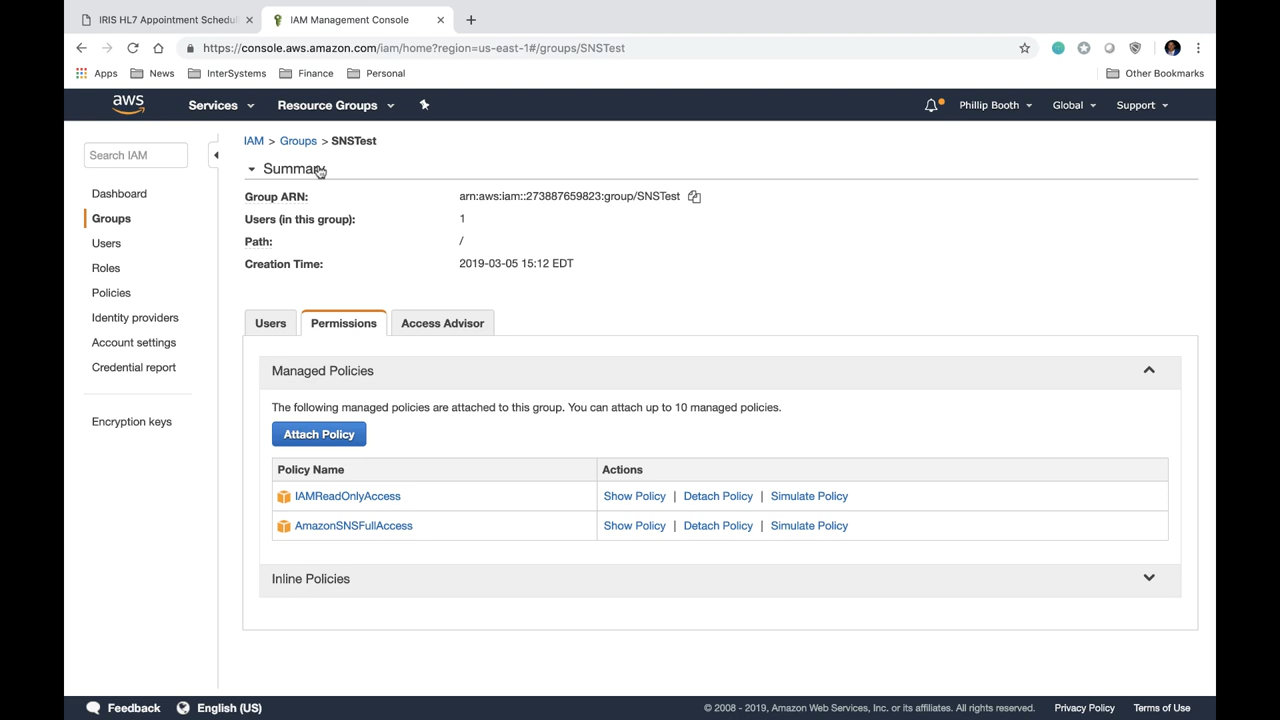 IRIS HL7 Appointment Schedul
IAM Management Console
https://console.aws.amazon.com/iam/home?region=us-east-1#/groups/SNSTest
Apps News InterSystems Finance Personal Other Bookmarks
aws Services Resource Groups Phillip Booth Global Support
Search IAM
Dashboard
Groups
Users
Roles
Policies
Identity providers
Account settings
Credential report
Encryption keys
IAM > Groups > SNSTest
Summary
Group ARN: arn:aws:iam::273887659823:group/SNSTest
Users (in this group): 1
Path: /
Creation Time: 2019-03-05 15:12 EDT
Users Permissions Access Advisor
Managed Policies
The following managed policies are attached to this group. You can attach up to 10 managed policies.
Attach Policy
Policy Name Actions
IAMReadOnlyAccess Show Policy | Detach Policy | Simulate Policy
AmazonSNSFullAccess Show Policy | Detach Policy | Simulate Policy
Inline Policies
Feedback English (US) © 2008 - 2019, Amazon Web Services, Inc. or its affiliates. All rights reserved. Privacy Policy Terms of Use